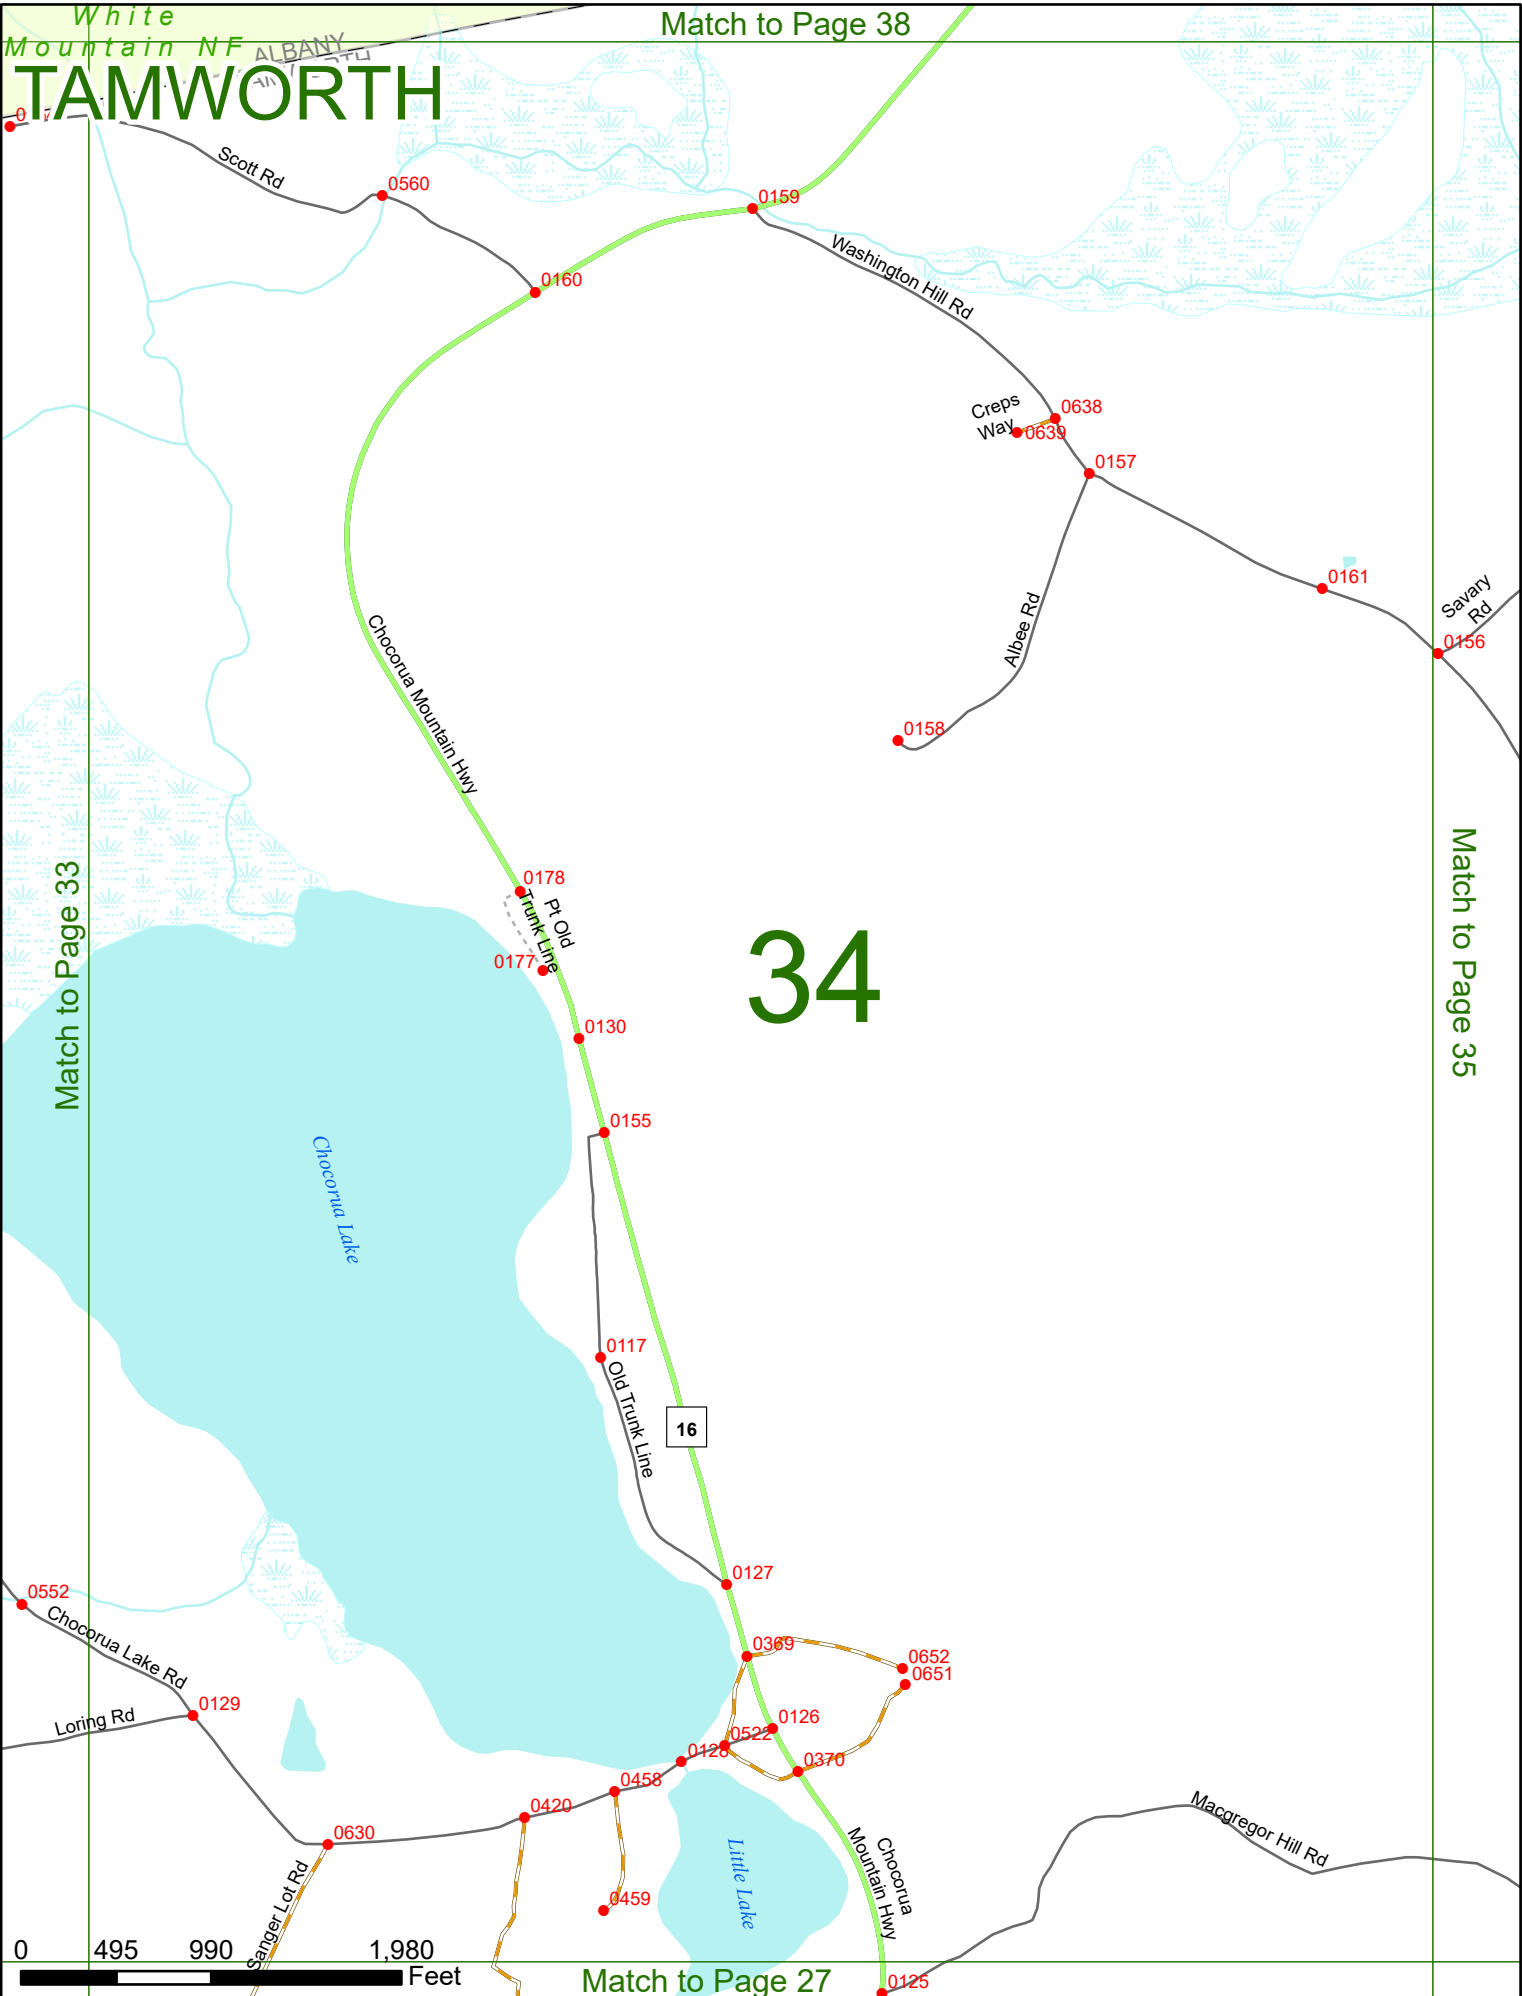 White
Mountain NF
Match to Page 38
ALBANY
TAMWORTH
Scott Rd
0560
0159
Washington Hill Rd
0160
Creps
Way
0638
0639
0157
0161
Savary
Rd
0156
Albee Rd
Chocorua Mountain Hwy
0158
0178
Pt Old
Trunk Line
0177
34
Match to Page 33
Match to Page 35
0130
0155
Chocorua Lake
0117
Old Trunk Line
16
0127
0552
Chocorua Lake Rd
0369
0652
0651
0129
Loring Rd
0126
0522
0128
0370
0458
0420
0630
Macgregor Hill Rd
Chocorua
Mountain Hwy
Little Lake
0459
Sanger Lot Rd
0 495 990 1,980
Feet
Match to Page 27
0125